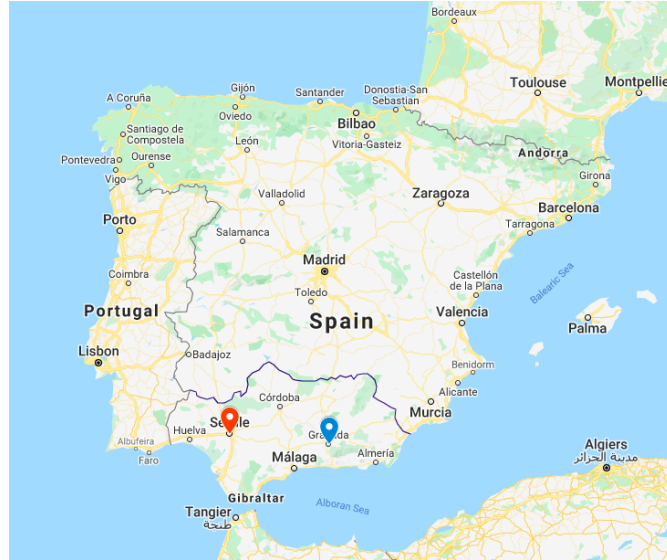 Bordeaux
Toulouse
Montpellie
Gijón
A Coruña
Santander
Donostia-San
Sebastian
Oviedo
Bilbao
Santiago de
Compostela
León
Vitoria-Gasteiz
Andorra
Pontevedra
Ourense
Vigo
Girona
Valladolid
Zaragoza
Barcelona
Porto
Salamanca
Tarragona
Madrid
Coimbra
Castellón
de la Plana
Balearic Sea
Toledo
Portugal
Spain
Valencia
Palma
Lisbon
Badajoz
Benidorm
Alicante
Córdoba
Murcia
Huelva
Albufeira
Faro
Málaga
Almería
Algiers
مدينة الجزائر
Gibraltar
Alboran Sea
Tangier
طنجة